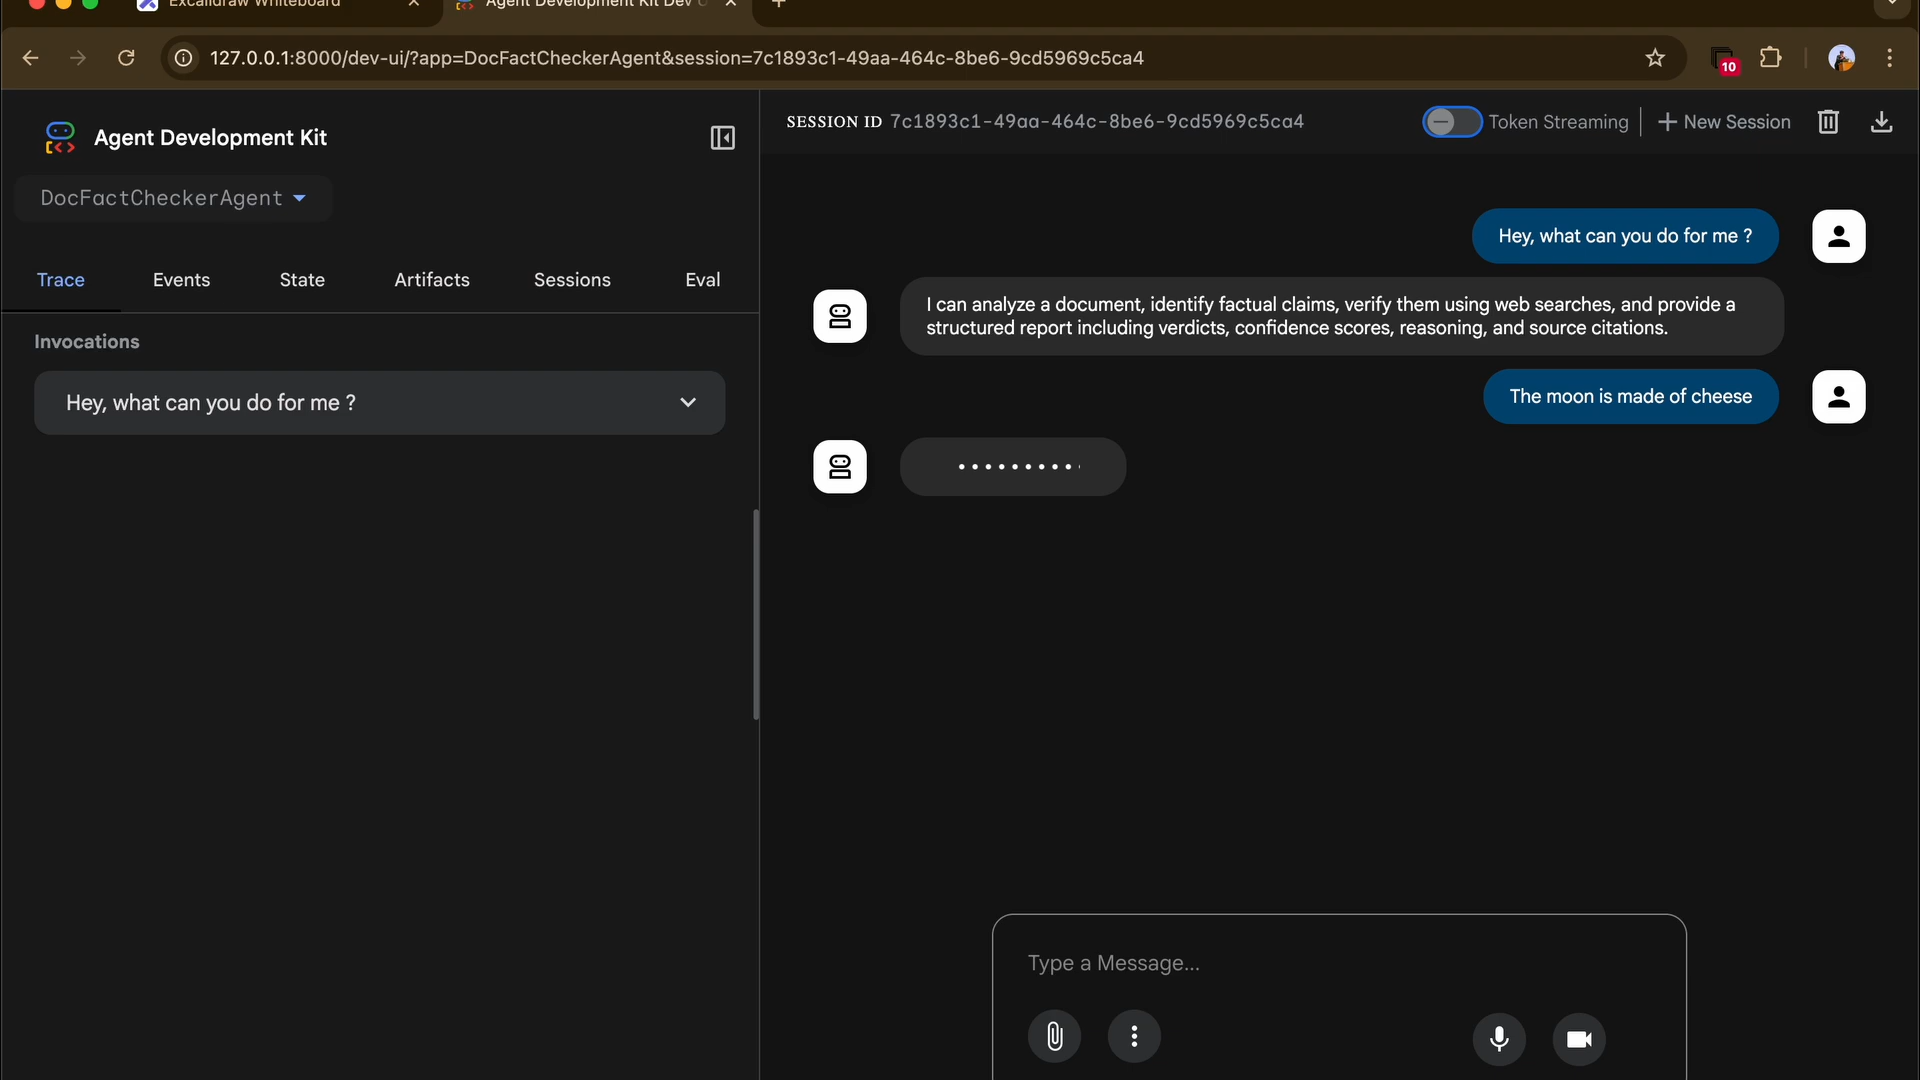 Excalidraw Whiteboard
Agent Development Kit Dev
127.0.0.1:8000/dev-ui/?app=DocFactCheckerAgent&session=7c1893c1-49aa-464c-8be6-9cd5969c5ca4
10
Agent Development Kit
DocFactCheckerAgent
Trace
Events
State
Artifacts
Sessions
Eval
Invocations
Hey, what can you do for me ?
SESSION ID 7c1893c1-49aa-464c-8be6-9cd5969c5ca4
Token Streaming
New Session
Hey, what can you do for me ?
I can analyze a document, identify factual claims, verify them using web searches, and provide a
structured report including verdicts, confidence scores, reasoning, and source citations.
The moon is made of cheese
Type a Message...